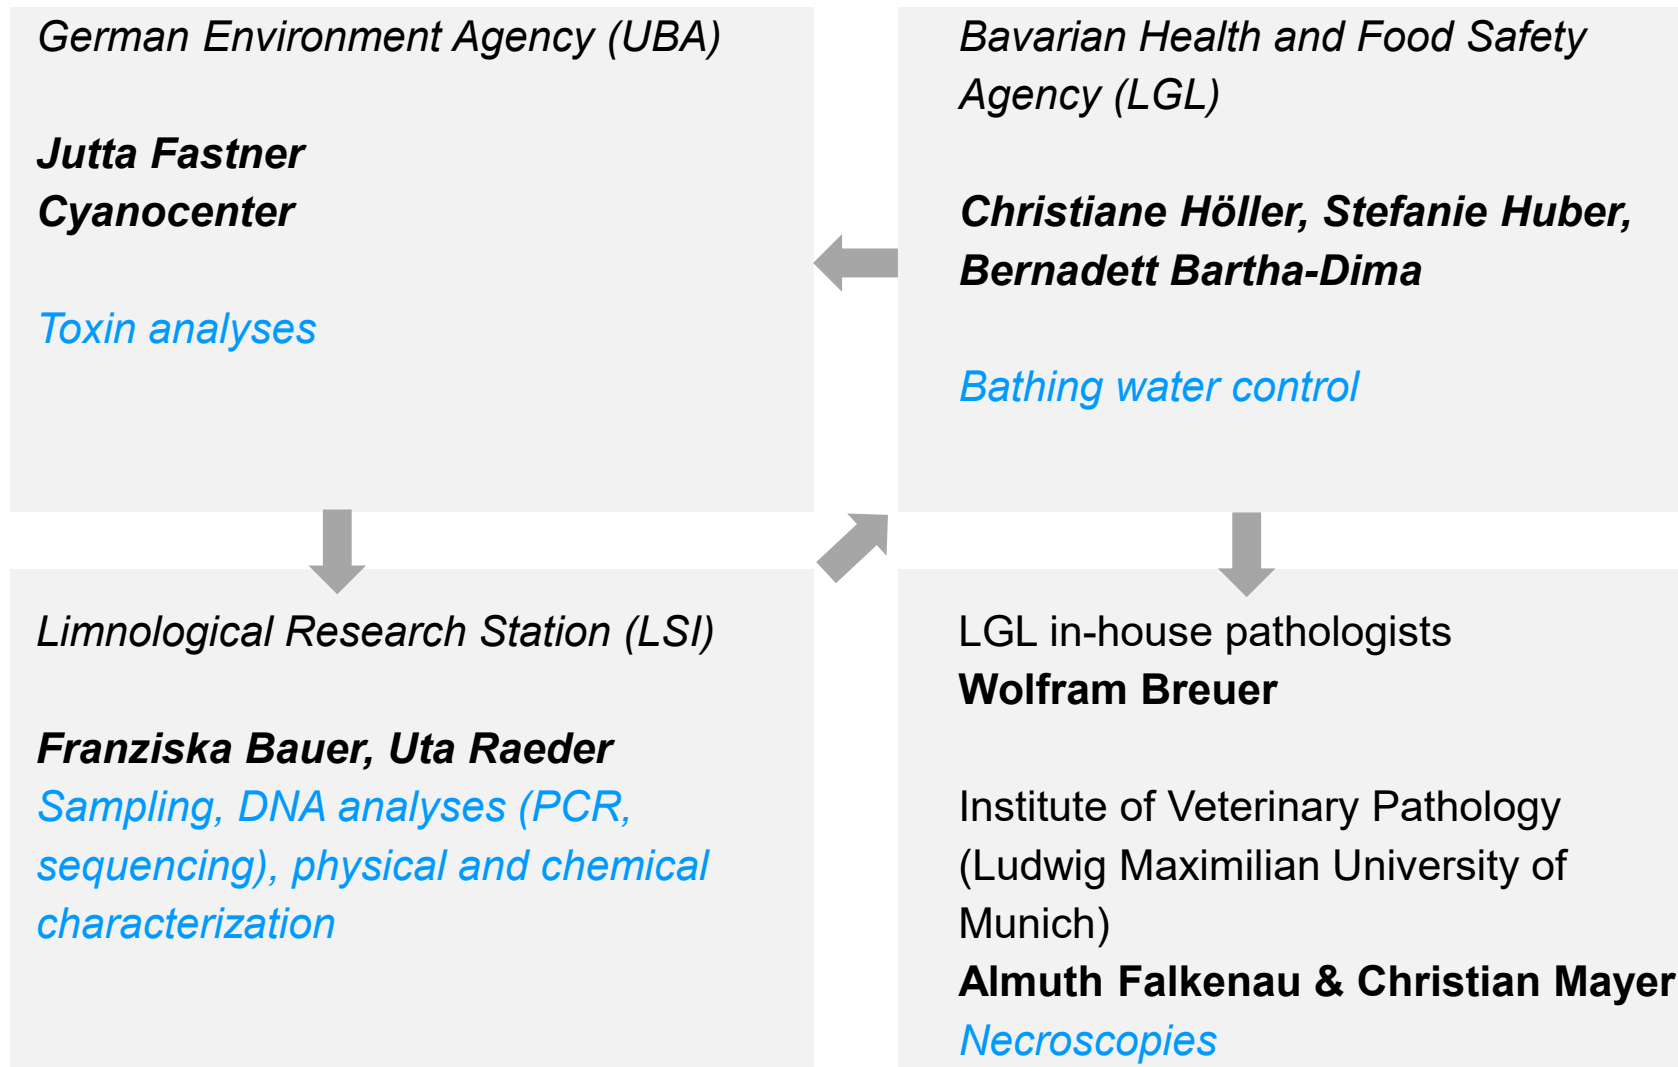 German Environment Agency (UBA)
Jutta Fastner
Cyanocenter
Toxin analyses
Bavarian Health and Food Safety
Agency (LGL)
Christiane Höller, Stefanie Huber,
Bernadett Bartha-Dima
Bathing water control
Limnological Research Station (LSI)
Franziska Bauer, Uta Raeder
Sampling, DNA analyses (PCR,
sequencing), physical and chemical
characterization
LGL in-house pathologists
Wolfram Breuer
Institute of Veterinary Pathology
(Ludwig Maximilian University of
Munich)
Almuth Falkenau & Christian Mayer
Necroscopies